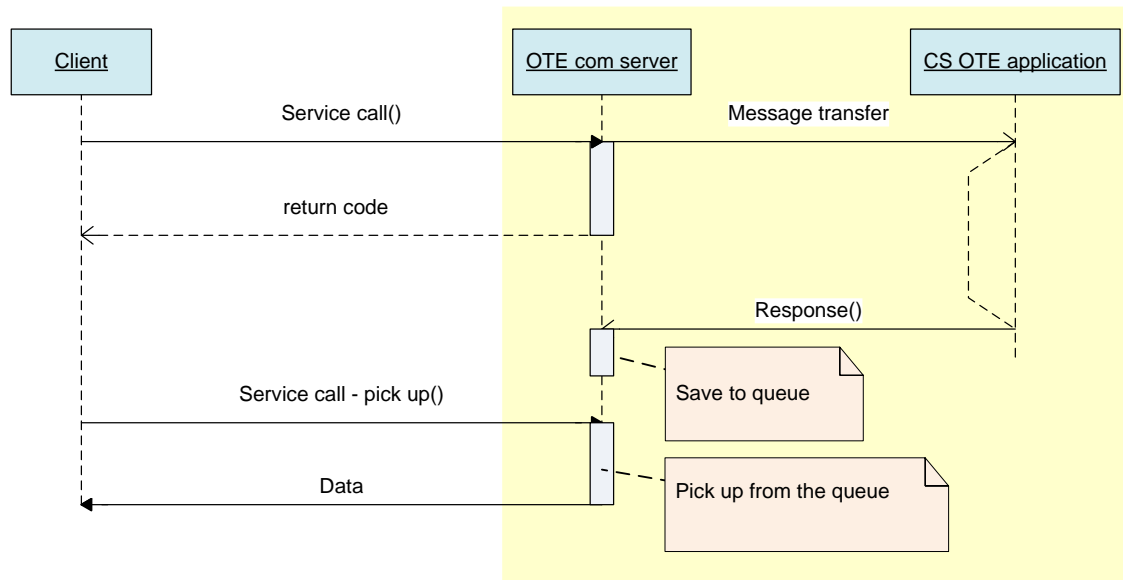 Client
OTE com server
CS OTE application
Service call()
Message transfer
return code
Response()
Save to queue
Service call - pick up()
Data
Pick up from the queue